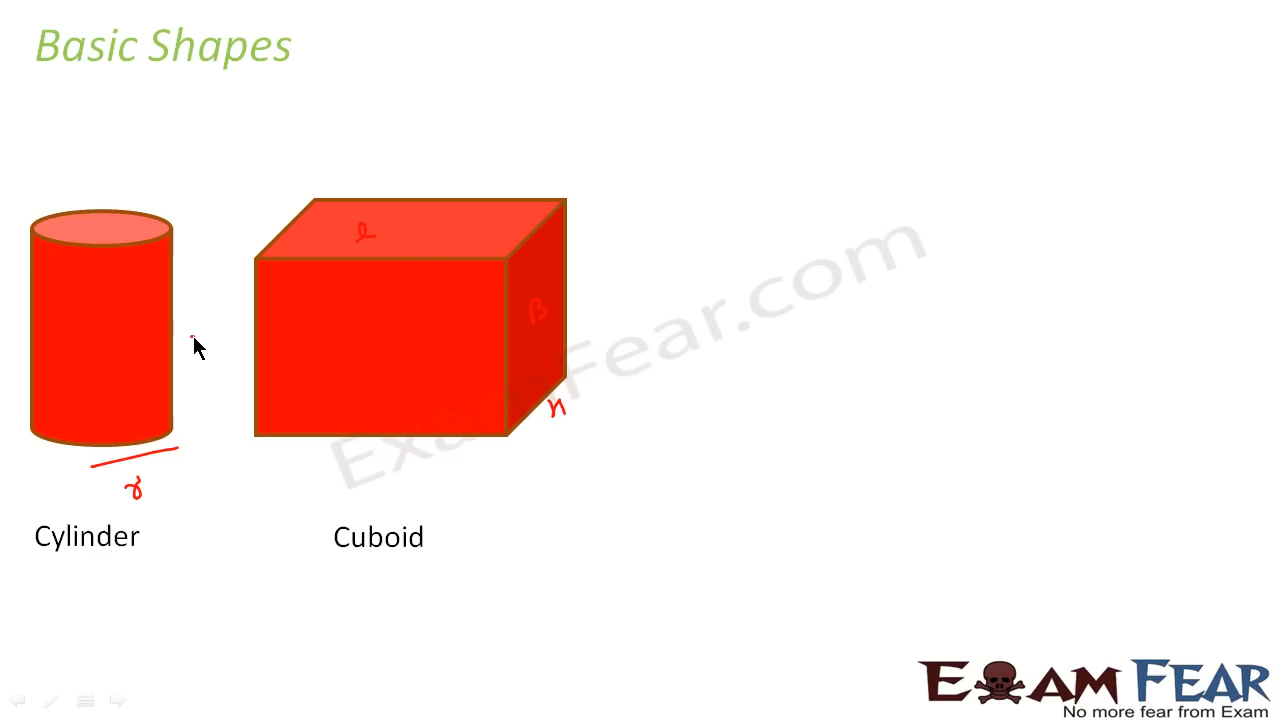 Basic Shapes
l
B
h
r
Cylinder
Cuboid
ExamFear.com
EXAM FEAR
No more fear from Exam